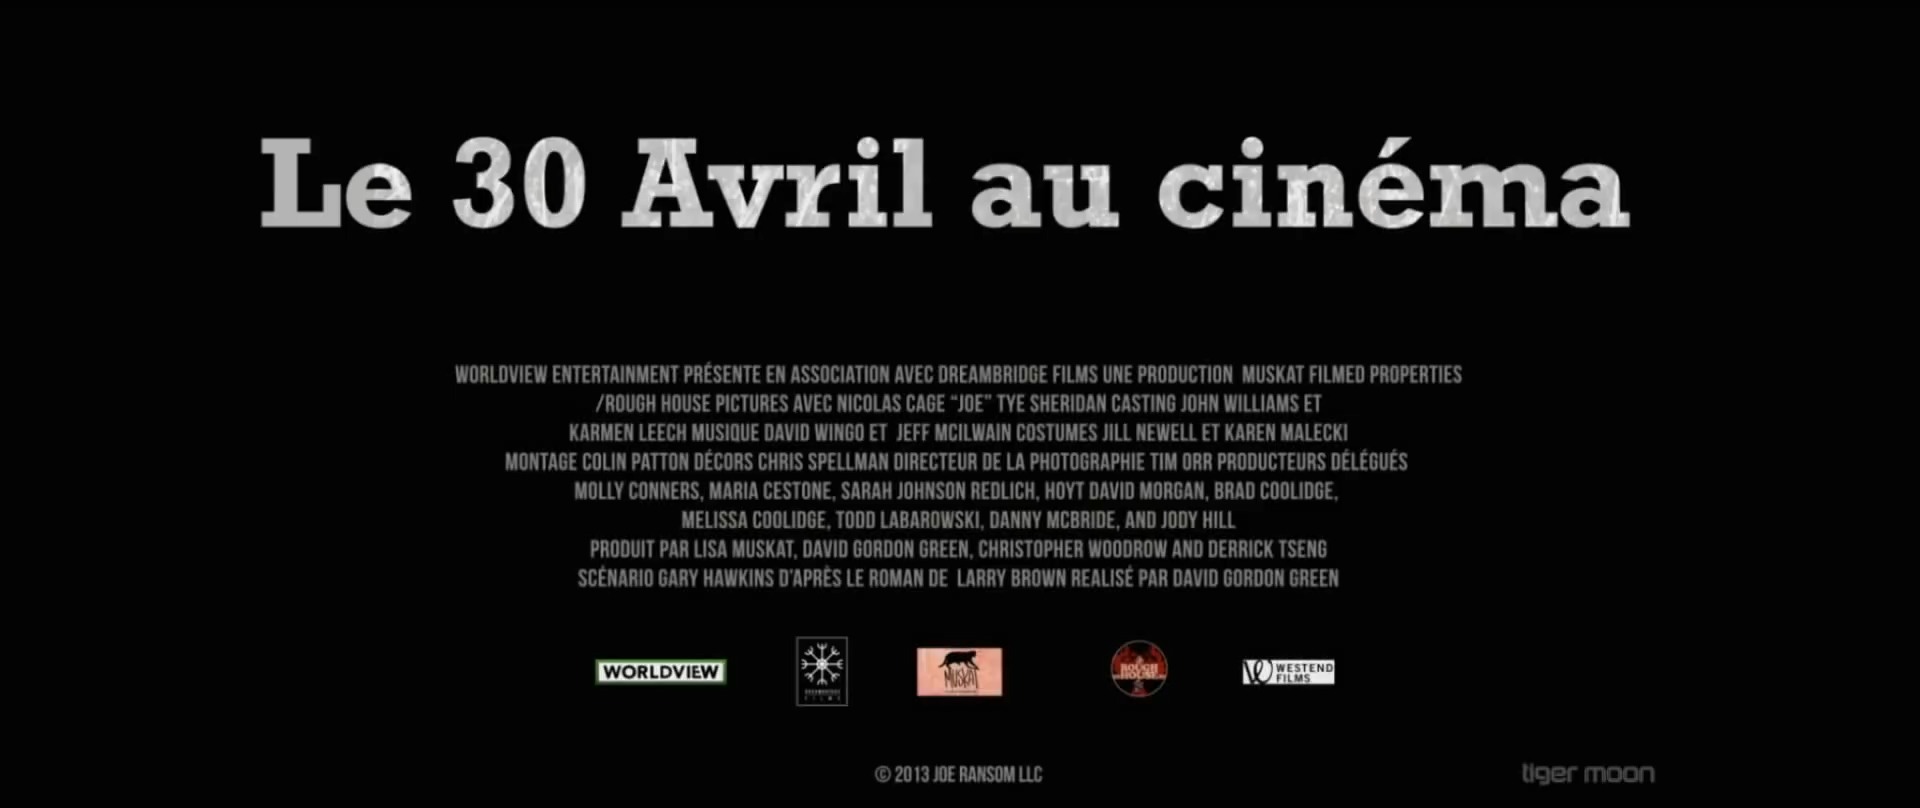 Le 30 Avril au cinéma
WORLDVIEW ENTERTAINMENT PRÉSENTE EN ASSOCIATION AVEC DREAMBRIDGE FILMS UNE PRODUCTION MUSKAT FILMED PROPERTIES
/ROUGH HOUSE PICTURES AVEC NICOLAS CAGE “JOE” TYE SHERIDAN CASTING JOHN WILLIAMS ET
KARMEN LEECH MUSIQUE DAVID WINGO ET JEFF MCILWAIN COSTUMES JILL NEWELL ET KAREN MALECKI
MONTAGE COLIN PATTON DÉCORS CHRIS SPELLMAN DIRECTEUR DE LA PHOTOGRAPHIE TIM ORR PRODUCTEURS DÉLÉGUÉS
MOLLY CONNERS, MARIA CESTONE, SARAH JOHNSON REDLICH, HOYT DAVID MORGAN, BRAD COOLIDGE,
MELISSA COOLIDGE, TODD LABAROWSKI, DANNY MCBRIDE, AND JODY HILL
PRODUIT PAR LISA MUSKAT, DAVID GORDON GREEN, CHRISTOPHER WOODROW AND DERRICK TSENG
SCÉNARIO GARY HAWKINS D'APRÈS LE ROMAN DE LARRY BROWN REALISÉ PAR DAVID GORDON GREEN
WORLDVIEW
DREAMBRIDGE
FILMS
MUSKAT
ROUGH
HOUSE
WESTEND
FILMS
© 2013 JOE RANSOM LLC
tiger moon